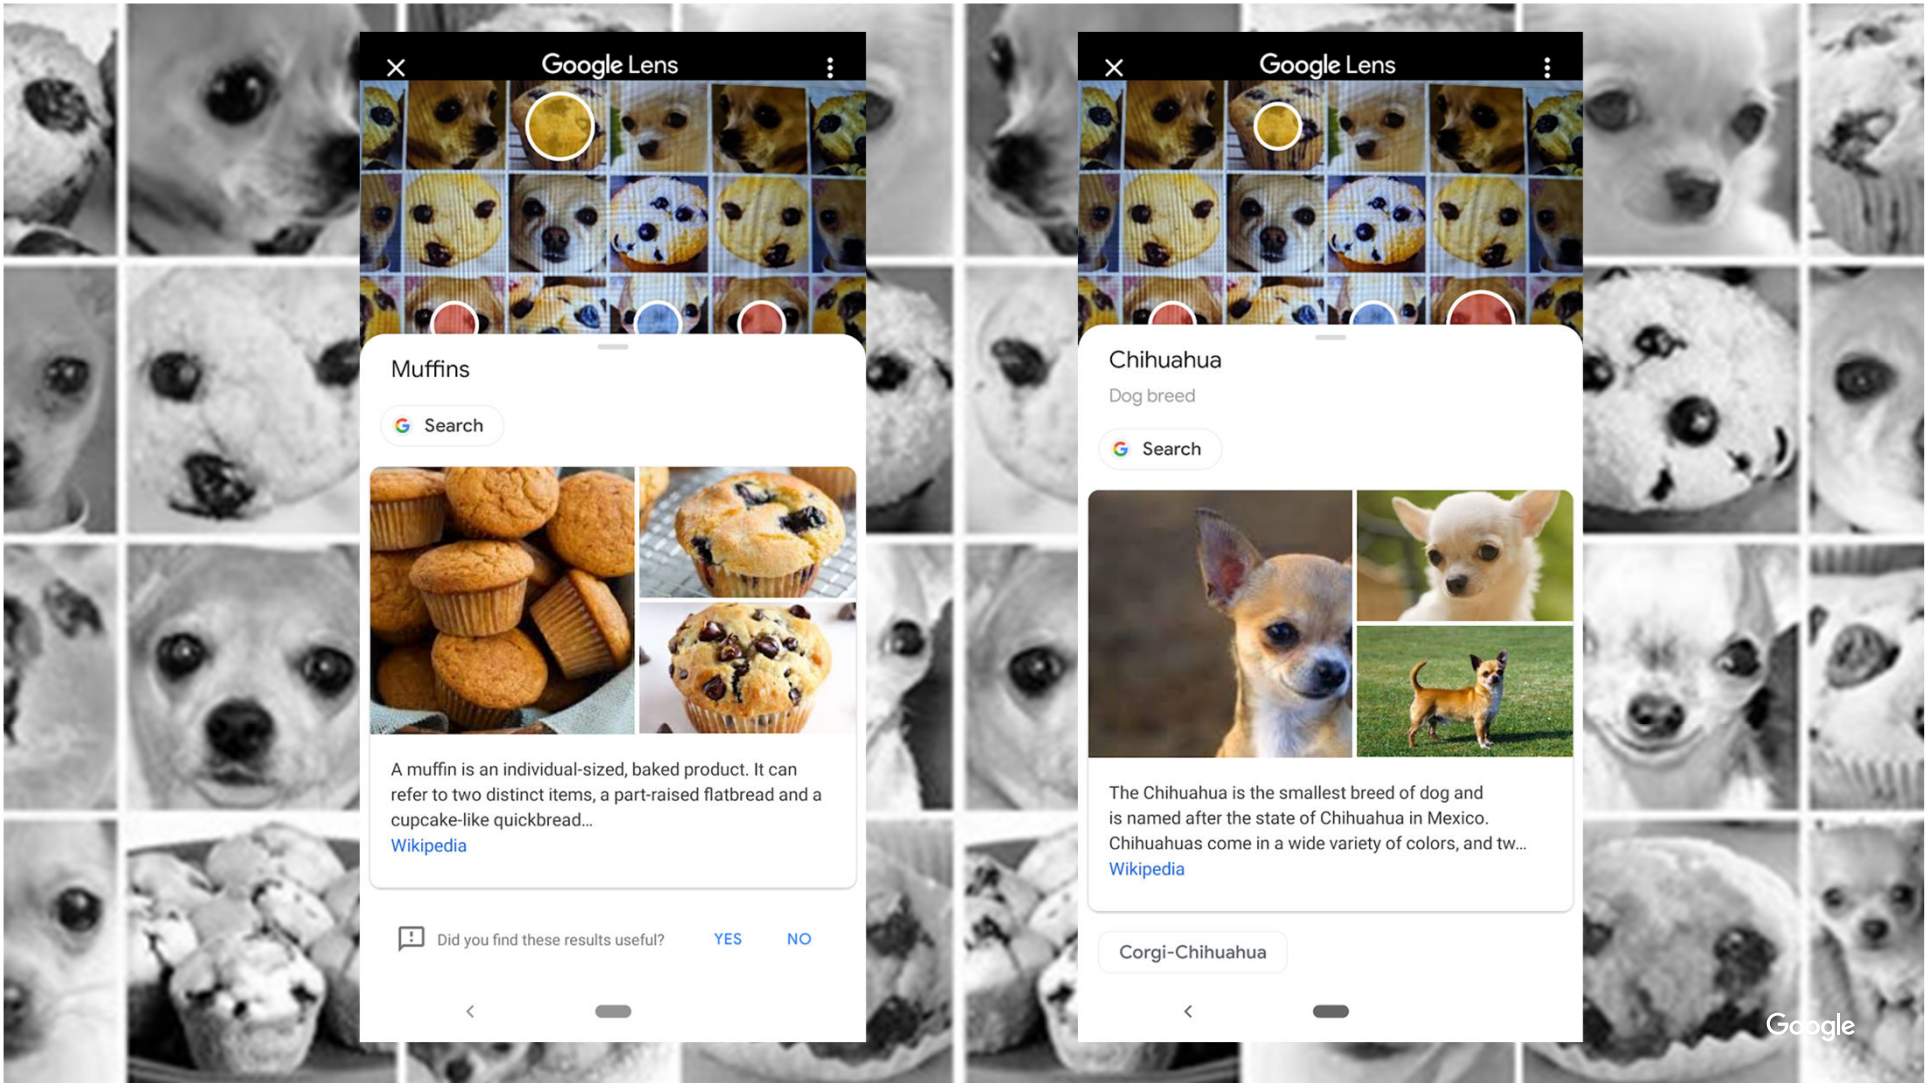 Google Lens
Muffins
Search
A muffin is an individual-sized, baked product. It can
refer to two distinct items, a part-raised flatbread and a
cupcake-like quickbread...
Wikipedia
Did you find these results useful?
YES
NO
Google Lens
Chihuahua
Dog breed
Search
The Chihuahua is the smallest breed of dog and
is named after the state of Chihuahua in Mexico.
Chihuahuas come in a wide variety of colors, and tw...
Wikipedia
Corgi-Chihuahua
Google